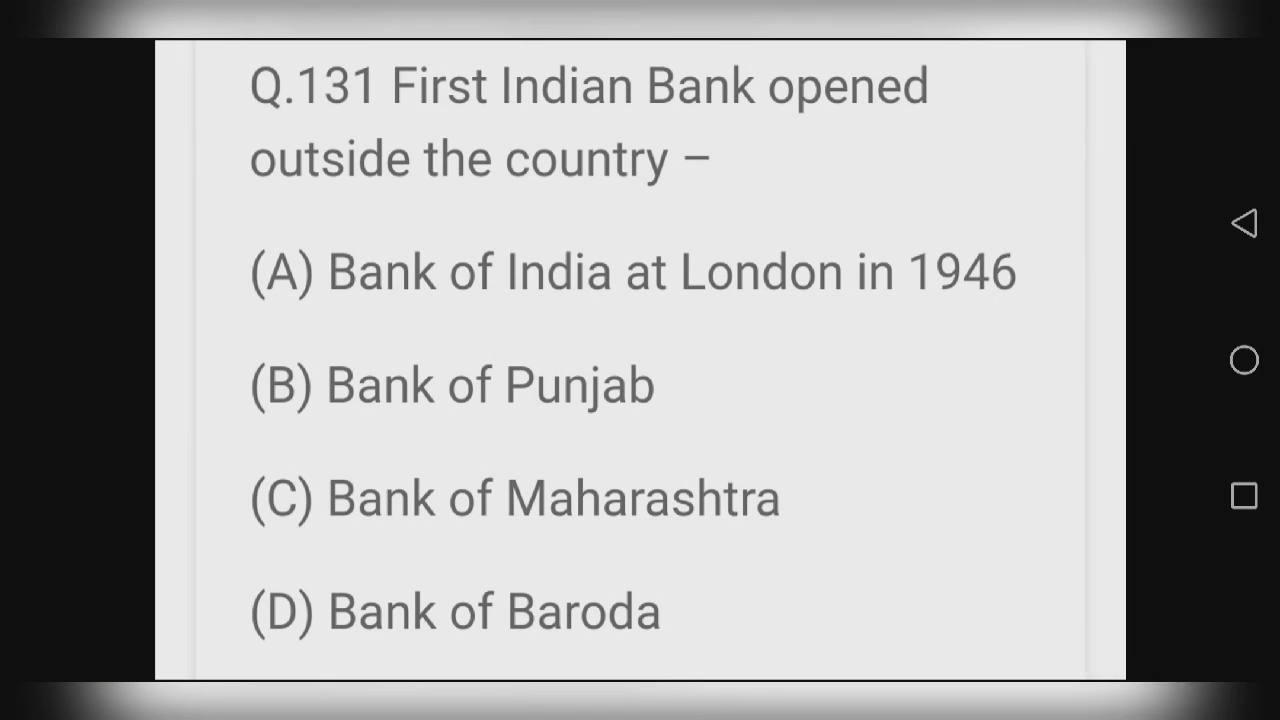 Q.131 First Indian Bank opened
outside the country –
(A) Bank of India at London in 1946
(B) Bank of Punjab
(C) Bank of Maharashtra
(D) Bank of Baroda